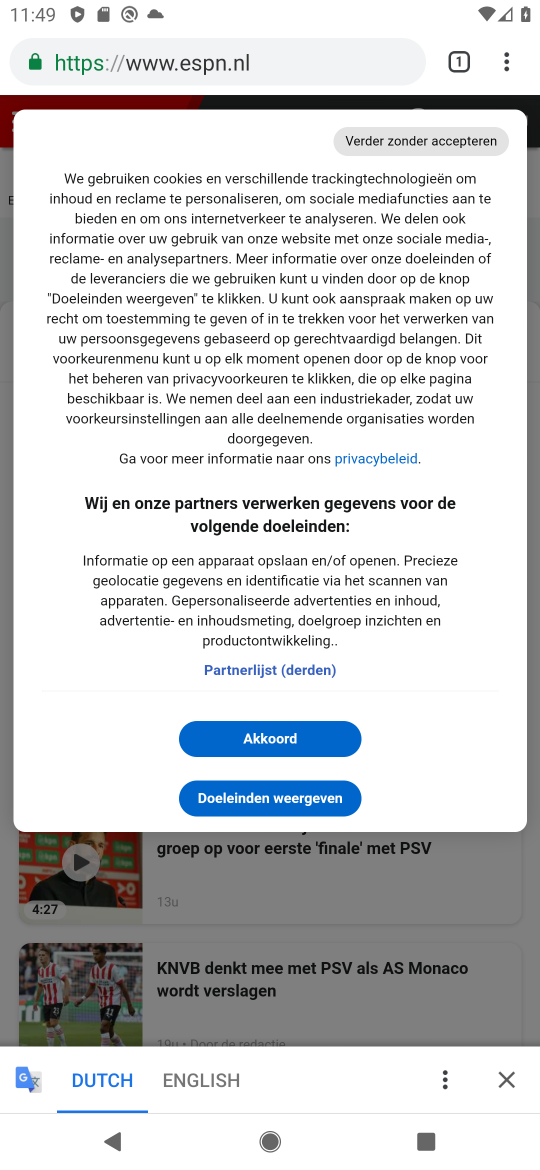 11:49
https://www.espn.nl
1
Verder zonder accepteren
We gebruiken cookies en verschillende trackingtechnologieën om
inhoud en reclame te personaliseren, om sociale mediafuncties aan te
bieden en om ons internetverkeer te analyseren. We delen ook
informatie over uw gebruik van onze website met onze sociale media-,
reclame- en analysepartners. Meer informatie over onze doeleinden of
de leveranciers die we gebruiken kunt u vinden door op de knop
"Doeleinden weergeven" te klikken. U kunt ook aanspraak maken op uw
recht om toestemming te geven of in te trekken voor het verwerken van
uw persoonsgegevens gebaseerd op gerechtvaardigd belangen. Dit
voorkeurenmenu kunt u op elk moment openen door op de knop voor
het beheren van privacyvoorkeuren te klikken, die op elke pagina
beschikbaar is. We nemen deel aan een industriekader, zodat uw
voorkeursinstellingen aan alle deelnemende organisaties worden
doorgegeven.
Ga voor meer informatie naar ons privacybeleid.
Wij en onze partners verwerken gegevens voor de
volgende doeleinden:
Informatie op een apparaat opslaan en/of openen. Precieze
geolocatie gegevens en identificatie via het scannen van
apparaten. Gepersonaliseerde advertenties en inhoud,
advertentie- en inhoudsmeting, doelgroep inzichten en
productontwikkeling..
Partnerlijst (derden)
Akkoord
Doeleinden weergeven
groep op voor eerste 'finale' met PSV
13u
4:27
KNVB denkt mee met PSV als AS Monaco
wordt verslagen
19u • Door de redactie
DUTCH
ENGLISH